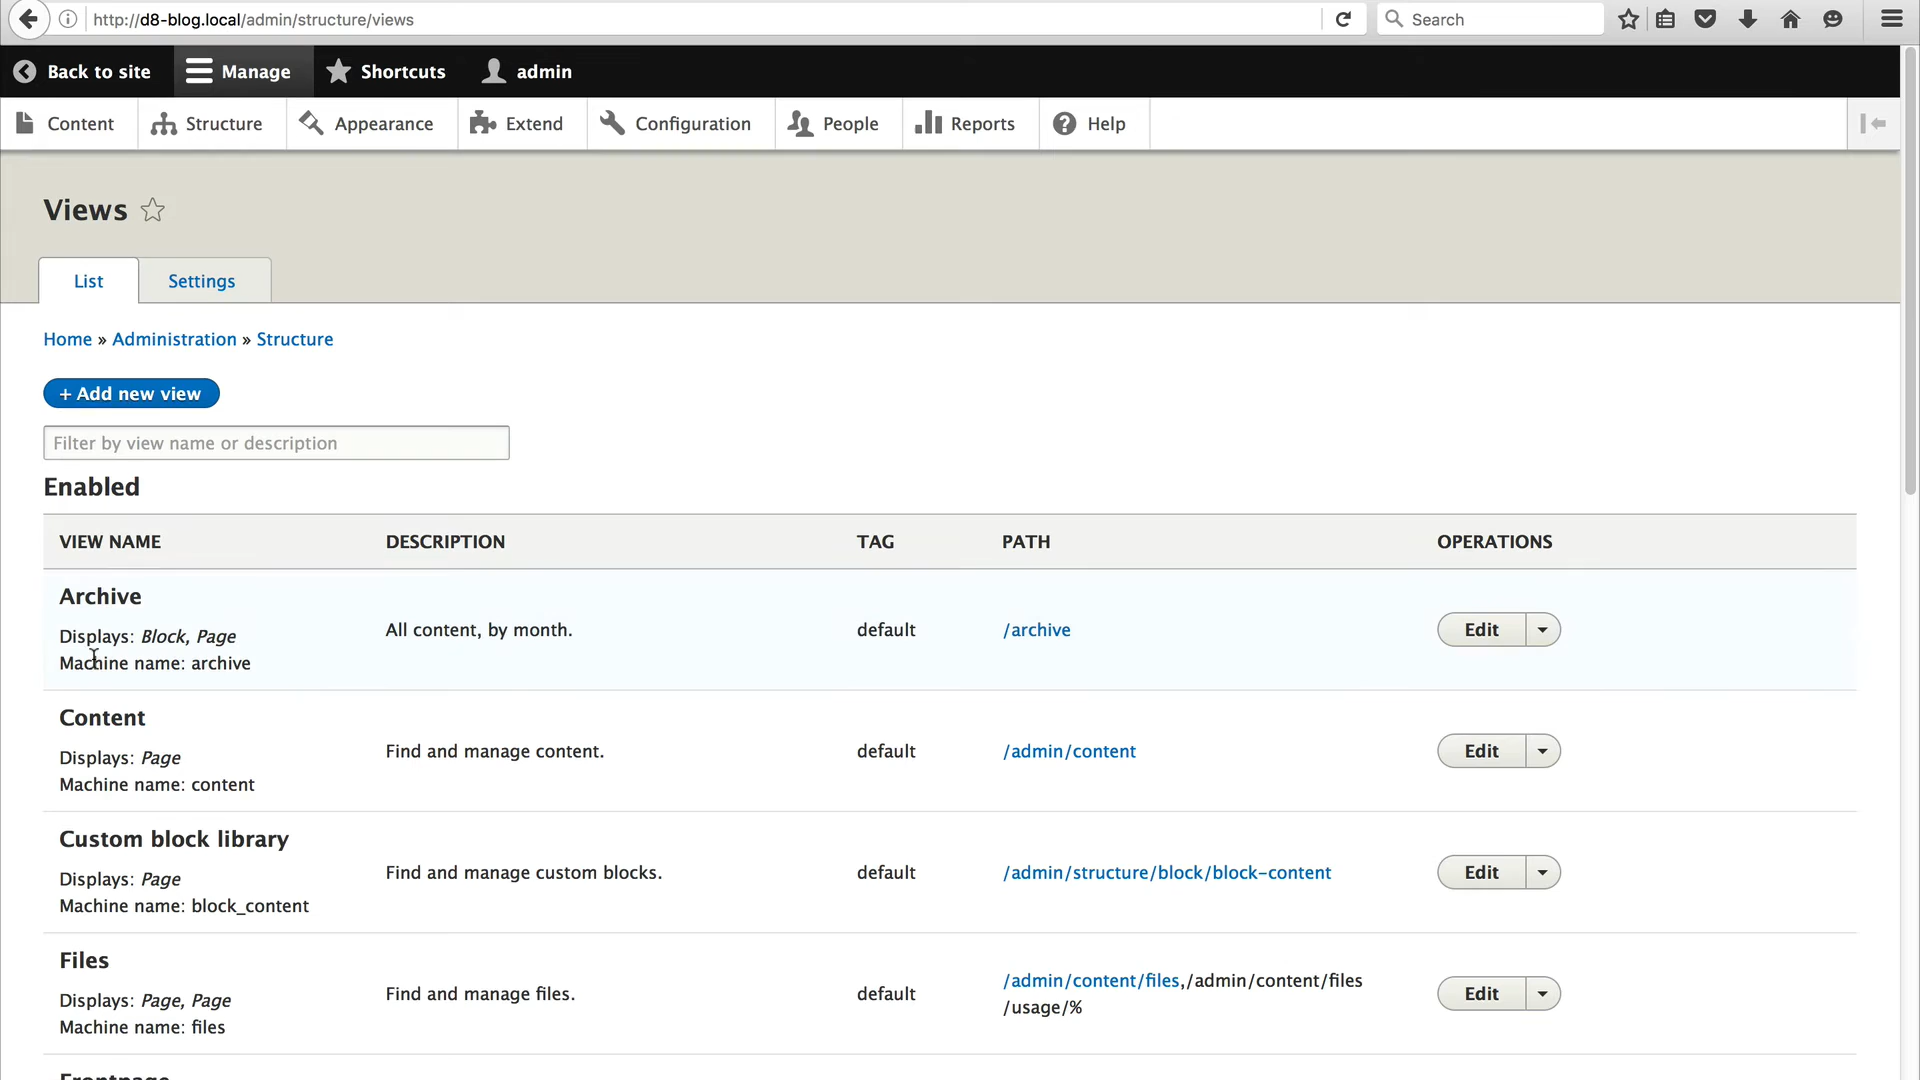 http://d8-blog.local/admin/structure/views
Search
Back to site
Manage
Shortcuts
admin
Content
Structure
Appearance
Extend
Configuration
People
Reports
Help
Views
List
Settings
Home » Administration » Structure
+ Add new view
Filter by view name or description
Enabled
VIEW NAME
DESCRIPTION
TAG
PATH
OPERATIONS
Archive
Displays: Block, Page
Machine name: archive
All content, by month.
default
/archive
Edit
Content
Displays: Page
Machine name: content
Find and manage content.
default
/admin/content
Edit
Custom block library
Displays: Page
Machine name: block_content
Find and manage custom blocks.
default
/admin/structure/block/block-content
Edit
Files
Displays: Page, Page
Machine name: files
Find and manage files.
default
/admin/content/files,/admin/content/files
/usage/%
Edit
Frontpage